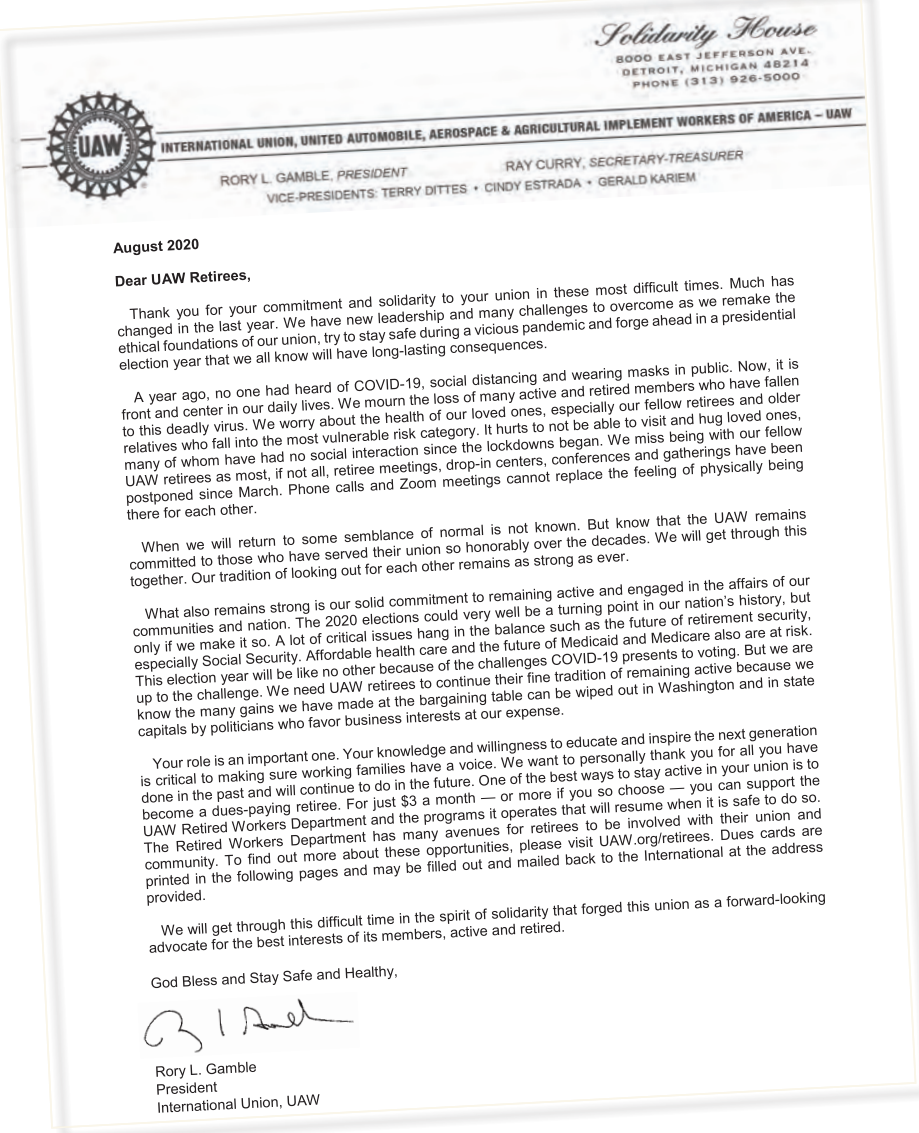 Solidarity House
8000 EAST JEFFERSON AVE.
DETROIT, MICHIGAN 48214
PHONE (313) 926-5000
UAW
INTERNATIONAL UNION, UNITED AUTOMOBILE, AEROSPACE & AGRICULTURAL IMPLEMENT WORKERS OF AMERICA – UAW
RORY L. GAMBLE, PRESIDENT RAY CURRY, SECRETARY-TREASURER
VICE-PRESIDENTS: TERRY DITTES • CINDY ESTRADA • GERALD KARIEM
August 2020
Dear UAW Retirees,
Thank you for your commitment and solidarity to your union in these most difficult times. Much has
changed in the last year. We have new leadership and many challenges to overcome as we remake the
ethical foundations of our union, try to stay safe during a vicious pandemic and forge ahead in a presidential
election year that we all know will have long-lasting consequences.
A year ago, no one had heard of COVID-19, social distancing and wearing masks in public. Now, it is
front and center in our daily lives. We mourn the loss of many active and retired members who have fallen
to this deadly virus. We worry about the health of our loved ones, especially our fellow retirees and older
relatives who fall into the most vulnerable risk category. It hurts to not be able to visit and hug loved ones,
many of whom have had no social interaction since the lockdowns began. We miss being with our fellow
UAW retirees as most, if not all, retiree meetings, drop-in centers, conferences and gatherings have been
postponed since March. Phone calls and Zoom meetings cannot replace the feeling of physically being
there for each other.
When we will return to some semblance of normal is not known. But know that the UAW remains
committed to those who have served their union so honorably over the decades. We will get through this
together. Our tradition of looking out for each other remains as strong as ever.
What also remains strong is our solid commitment to remaining active and engaged in the affairs of our
communities and nation. The 2020 elections could very well be a turning point in our nation's history, but
only if we make it so. A lot of critical issues hang in the balance such as the future of retirement security,
especially Social Security. Affordable health care and the future of Medicaid and Medicare also are at risk.
This election year will be like no other because of the challenges COVID-19 presents to voting. But we are
up to the challenge. We need UAW retirees to continue their fine tradition of remaining active because we
know the many gains we have made at the bargaining table can be wiped out in Washington and in state
capitals by politicians who favor business interests at our expense.
Your role is an important one. Your knowledge and willingness to educate and inspire the next generation
is critical to making sure working families have a voice. We want to personally thank you for all you have
done in the past and will continue to do in the future. One of the best ways to stay active in your union is to
become a dues-paying retiree. For just $3 a month — or more if you so choose — you can support the
UAW Retired Workers Department and the programs it operates that will resume when it is safe to do so.
The Retired Workers Department has many avenues for retirees to be involved with their union and
community. To find out more about these opportunities, please visit UAW.org/retirees. Dues cards are
printed in the following pages and may be filled out and mailed back to the International at the address
provided.
We will get through this difficult time in the spirit of solidarity that forged this union as a forward-looking
advocate for the best interests of its members, active and retired.
God Bless and Stay Safe and Healthy,
Rory L. Gamble
President
International Union, UAW